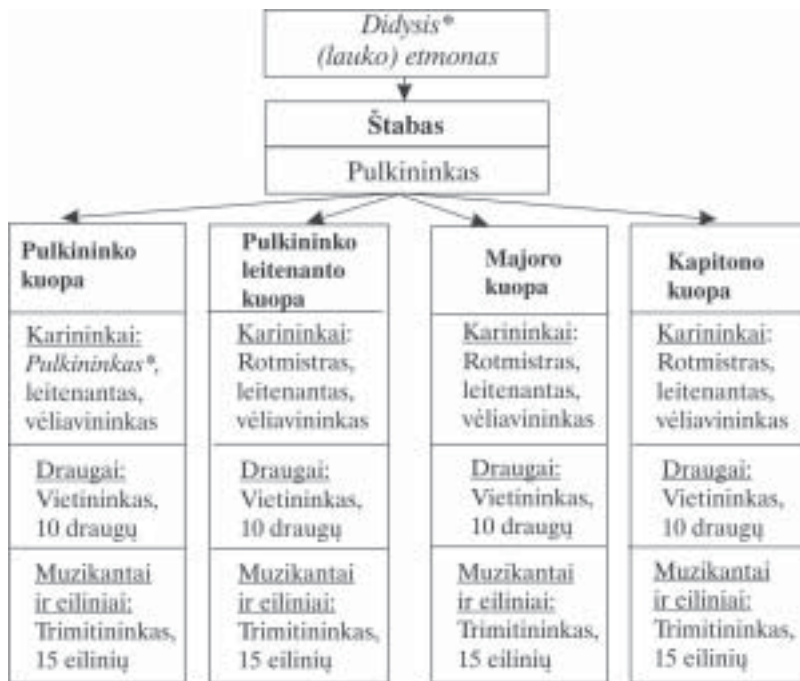 Didysis*
(lauko) etmonas
Štabas
Pulkininkas
Pulkininko
kuopa
Karininkai:
Pulkininkas*,
leitenantas,
vėliavininkas
Draugai:
Vietininkas,
10 draugų
Muzikantai
ir eiliniai:
Trimitininkas,
15 eilinių
Pulkininko
leitenanto
kuopa
Karininkai:
Rotmistras,
leitenantas,
vėliavininkas
Draugai:
Vietininkas,
10 draugų
Muzikantai
ir eiliniai:
Trimitininkas,
15 eilinių
Majoro
kuopa
Karininkai:
Rotmistras,
leitenantas,
vėliavininkas
Draugai:
Vietininkas,
10 draugų
Muzikantai
ir eiliniai:
Trimitininkas,
15 eilinių
Kapitono
kuopa
Karininkai:
Rotmistras,
leitenantas,
vėliavininkas
Draugai:
Vietininkas,
10 draugų
Muzikantai
ir eiliniai:
Trimitininkas,
15 eilinių